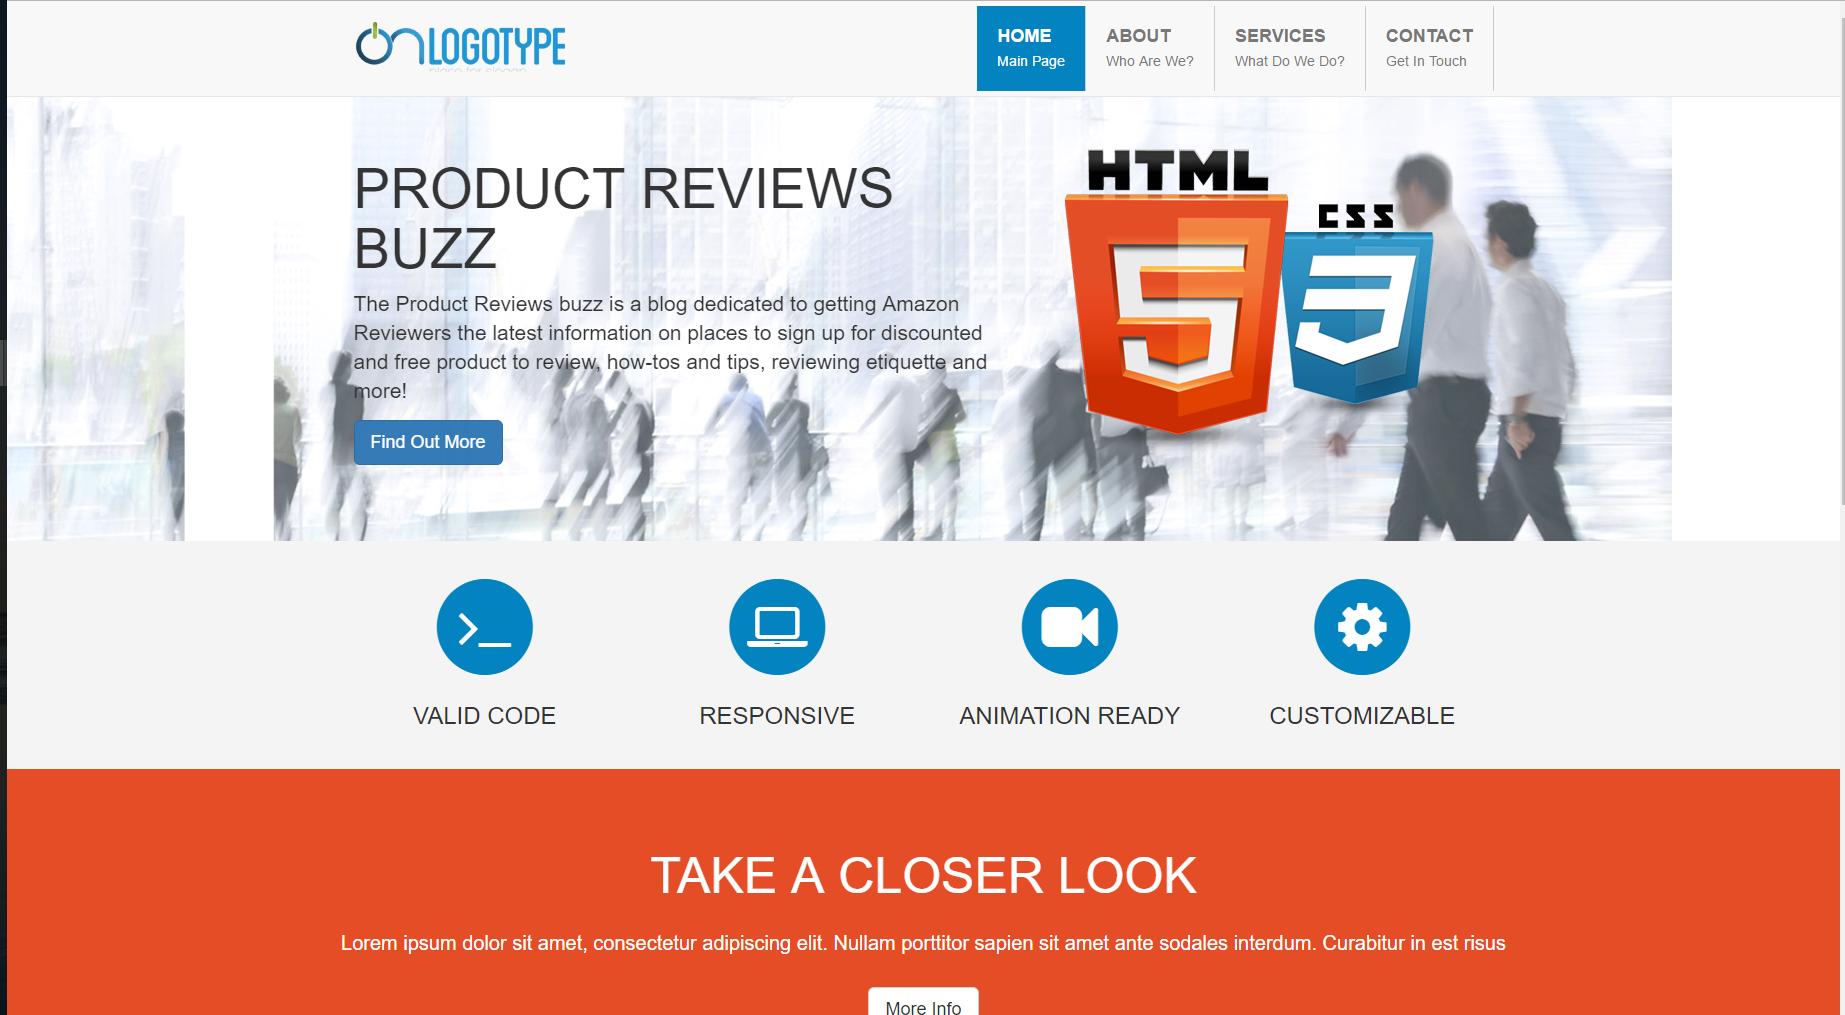 LOGOTYPE
HOME
Main Page
ABOUT
Who Are We?
SERVICES
What Do We Do?
CONTACT
Get In Touch
PRODUCT REVIEWS
BUZZ
The Product Reviews buzz is a blog dedicated to getting Amazon
Reviewers the latest information on places to sign up for discounted
and free product to review, how-tos and tips, reviewing etiquette and
more!
Find Out More
HTML
5
CSS
3
VALID CODE
RESPONSIVE
ANIMATION READY
CUSTOMIZABLE
TAKE A CLOSER LOOK
Lorem ipsum dolor sit amet, consectetur adipiscing elit. Nullam porttitor sapien sit amet ante sodales interdum. Curabitur in est risus
More Info